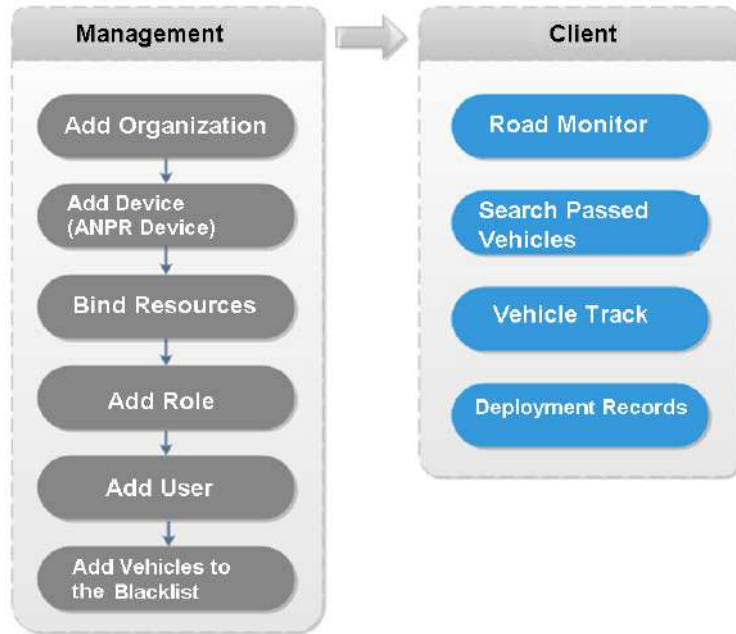 Management
Add Organization
Add Device
(ANPR Device)
Bind Resources
Add Role
Add User
Add Vehicles to
the Blacklist
Client
Road Monitor
Search Passed
Vehicles
Vehicle Track
Deployment Records